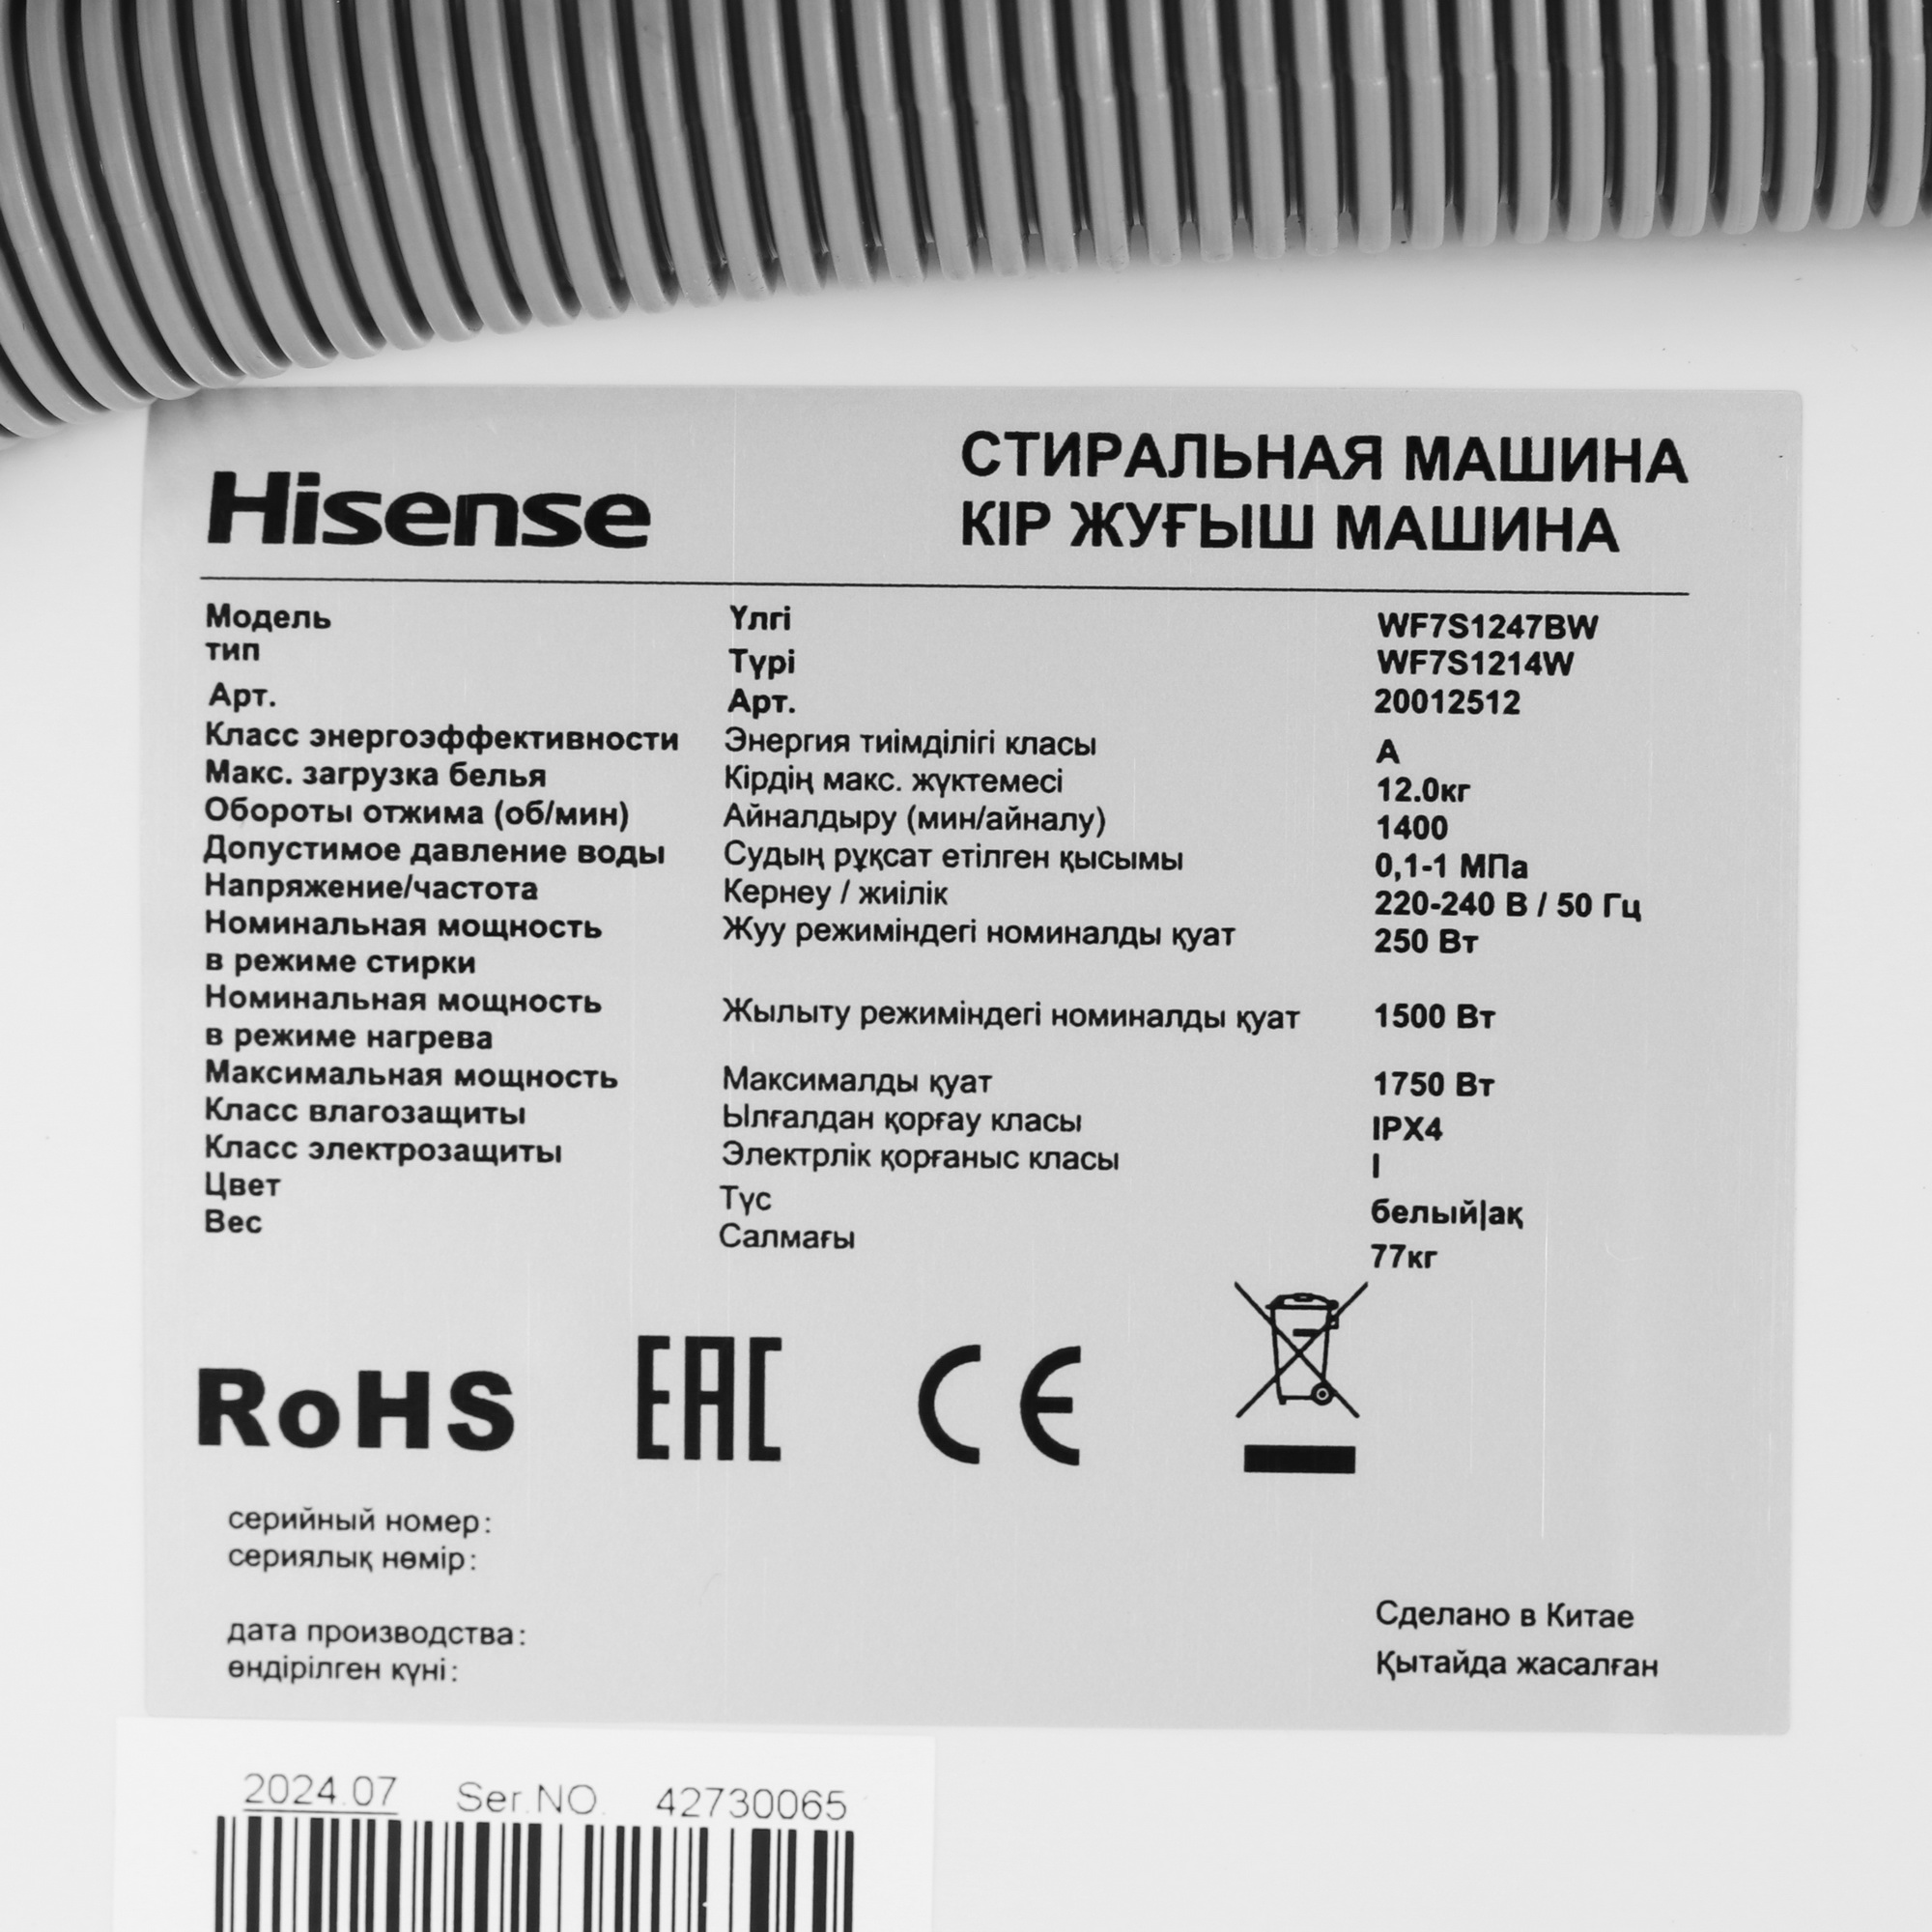 Hisense
СТИРАЛЬНАЯ МАШИНА
КІР ЖУҒЫШ МАШИНА
Модель Үлгі WF7S1247BW
тип Түрі WF7S1214W
Арт. Арт. 20012512
Класс энергоэффективности Энергия тиімділігі класы A
Макс. загрузка белья Кірдің макс. жүктемесі 12.0кг
Обороты отжима (об/мин) Айналдыру (мин/айналу) 1400
Допустимое давление воды Судың рұқсат етілген қысымы 0,1-1 МПа
Напряжение/частота Кернеу / жиілік 220-240 В / 50 Гц
Номинальная мощность Жуу режиміндегі номиналды қуат 250 Вт
в режиме стирки
Номинальная мощность Жылыту режиміндегі номиналды қуат 1500 Вт
в режиме нагрева
Максимальная мощность Максималды қуат 1750 Вт
Класс влагозащиты Ылғалдан қорғау класы IPX4
Класс электрозащиты Электрлік қорғаныс класы I
Цвет Түс белый|ақ
Вес Салмағы 77кг
RoHS EAC CE
серийный номер:
сериялық нөмір:
дата производства:
өндірілген күні:
Сделано в Китае
Қытайда жасалған
2024.07 Ser.NO. 42730065